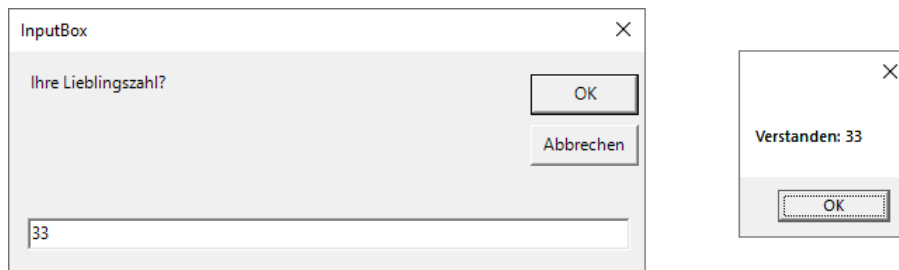 InputBox
Ihre Lieblingszahl?
OK
Abbrechen
33
Verstanden: 33
OK